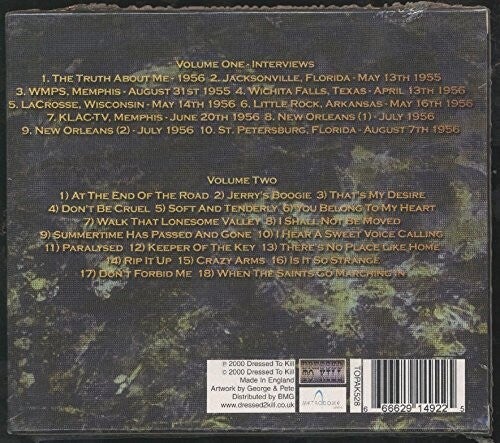 Volume One - Interviews
1. The Truth About Me - 1956 2. Jacksonville, Florida - May 13th 1955
3. WMPS, Memphis - August 31st 1955 4. Wichita Falls, Texas - April 13th 1956
5. LaCrosse, Wisconsin - May 14th 1956 6. Little Rock, Arkansas - May 16th 1956
7. KLAC-TV, Memphis - June 20th 1956 8. New Orleans (1) - July 1956
9. New Orleans (2) - July 1956 10. St. Petersburg, Florida - August 7th 1956
Volume Two
1) At The End Of The Road 2) Jerry's Boogie 3) That's My Desire
4) Don't Be Cruel 5) Soft And Tenderly 6) You Belong To My Heart
7) Walk That Lonesome Valley 8) I Shall Not Be Moved
9) Summertime Has Passed And Gone 10) I Hear A Sweet Voice Calling
11) Paralysed 12) Keeper Of The Key 13) There's No Place Like Home
14) Rip It Up 15) Crazy Arms 16) Is It So Strange
17) Don't Forbid Me 18) When The Saints Go Marching In
℗ 2000 Dressed To Kill
© 2000 Dressed To Kill
Made In England
Artwork by George & Pete
Distributed by BMG
www.dressed2kill.co.uk
DRESSED
TO KILL
METRODOME
TOPAK528
6 66629 14922 5